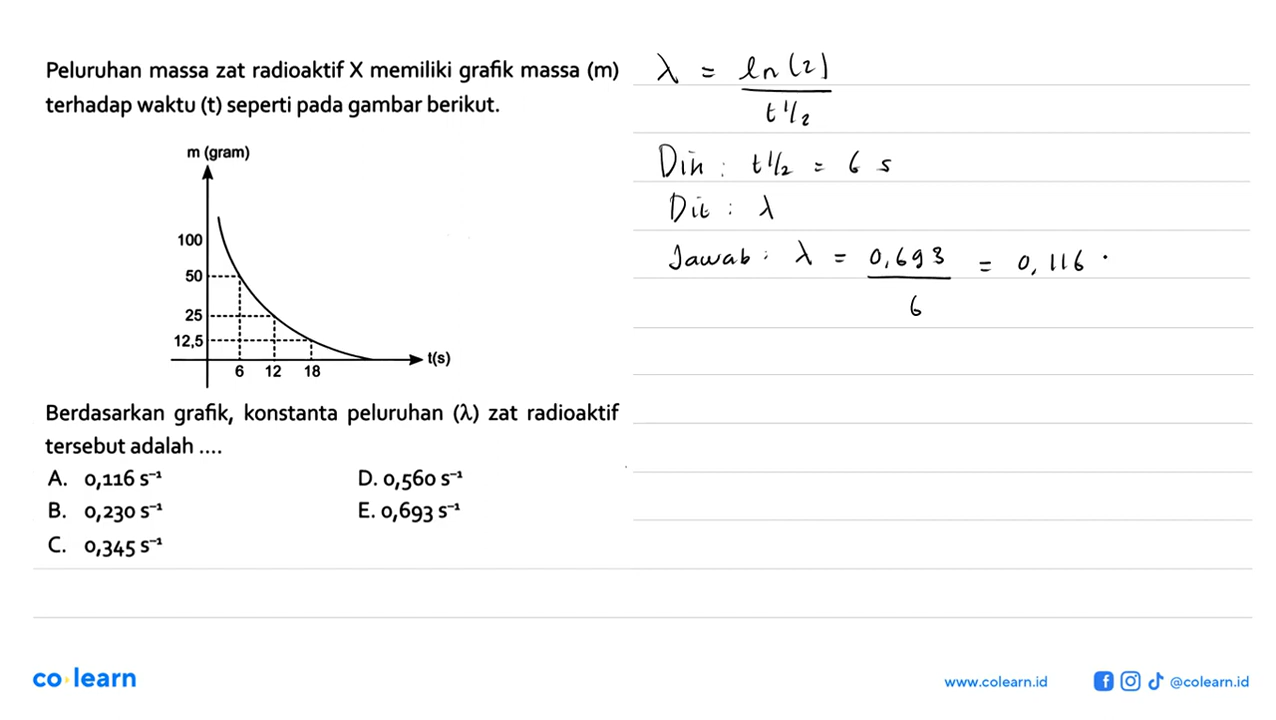 Peluruhan massa zat radioaktif X memiliki grafik massa (m)
terhadap waktu (t) seperti pada gambar berikut.
m (gram)
100
50
25
12,5
6 12 18
t(s)
Berdasarkan grafik, konstanta peluruhan (λ) zat radioaktif
tersebut adalah ....
A. 0,116 s⁻¹
B. 0,230 s⁻¹
C. 0,345 s⁻¹
D. 0,560 s⁻¹
E. 0,693 s⁻¹
λ = ln(2) / t 1/2
Din : t 1/2 = 6 s
Dit : λ
Jawab : λ = 0,693 / 6 = 0,116
co learn
www.colearn.id
@colearn.id